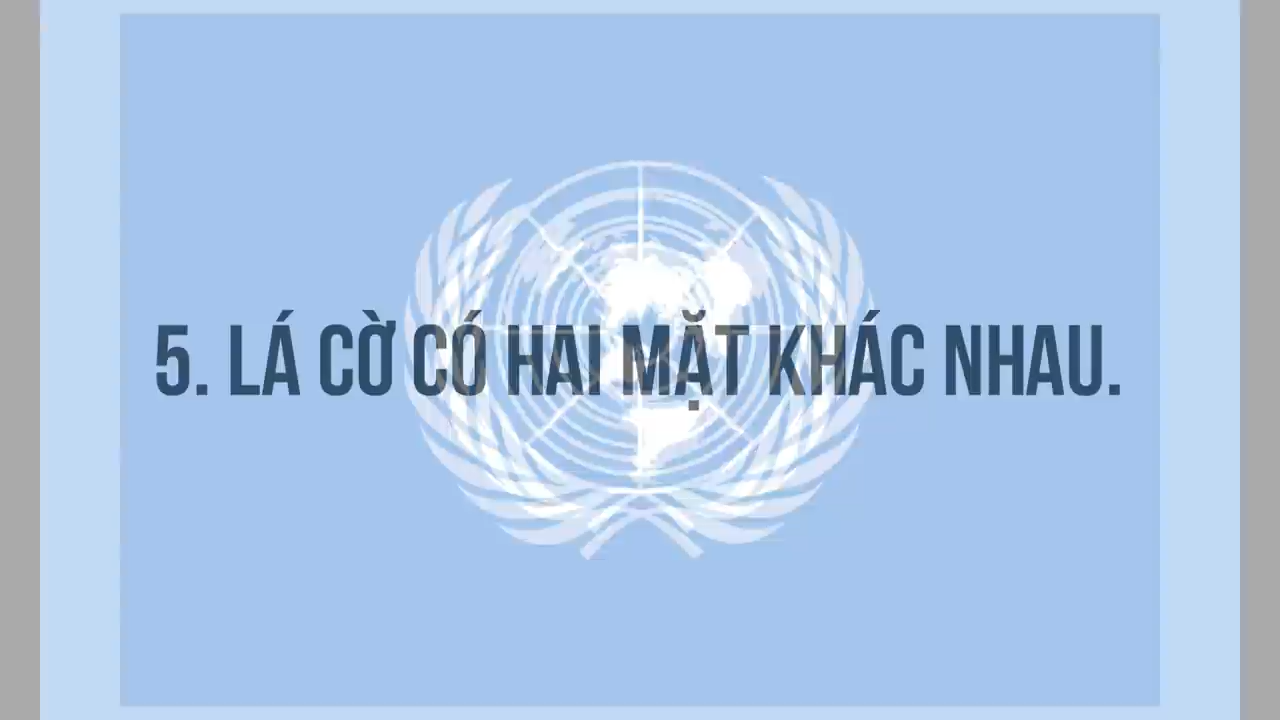 5. LÁ CỜ CÓ HAI MẶT KHÁC NHAU.